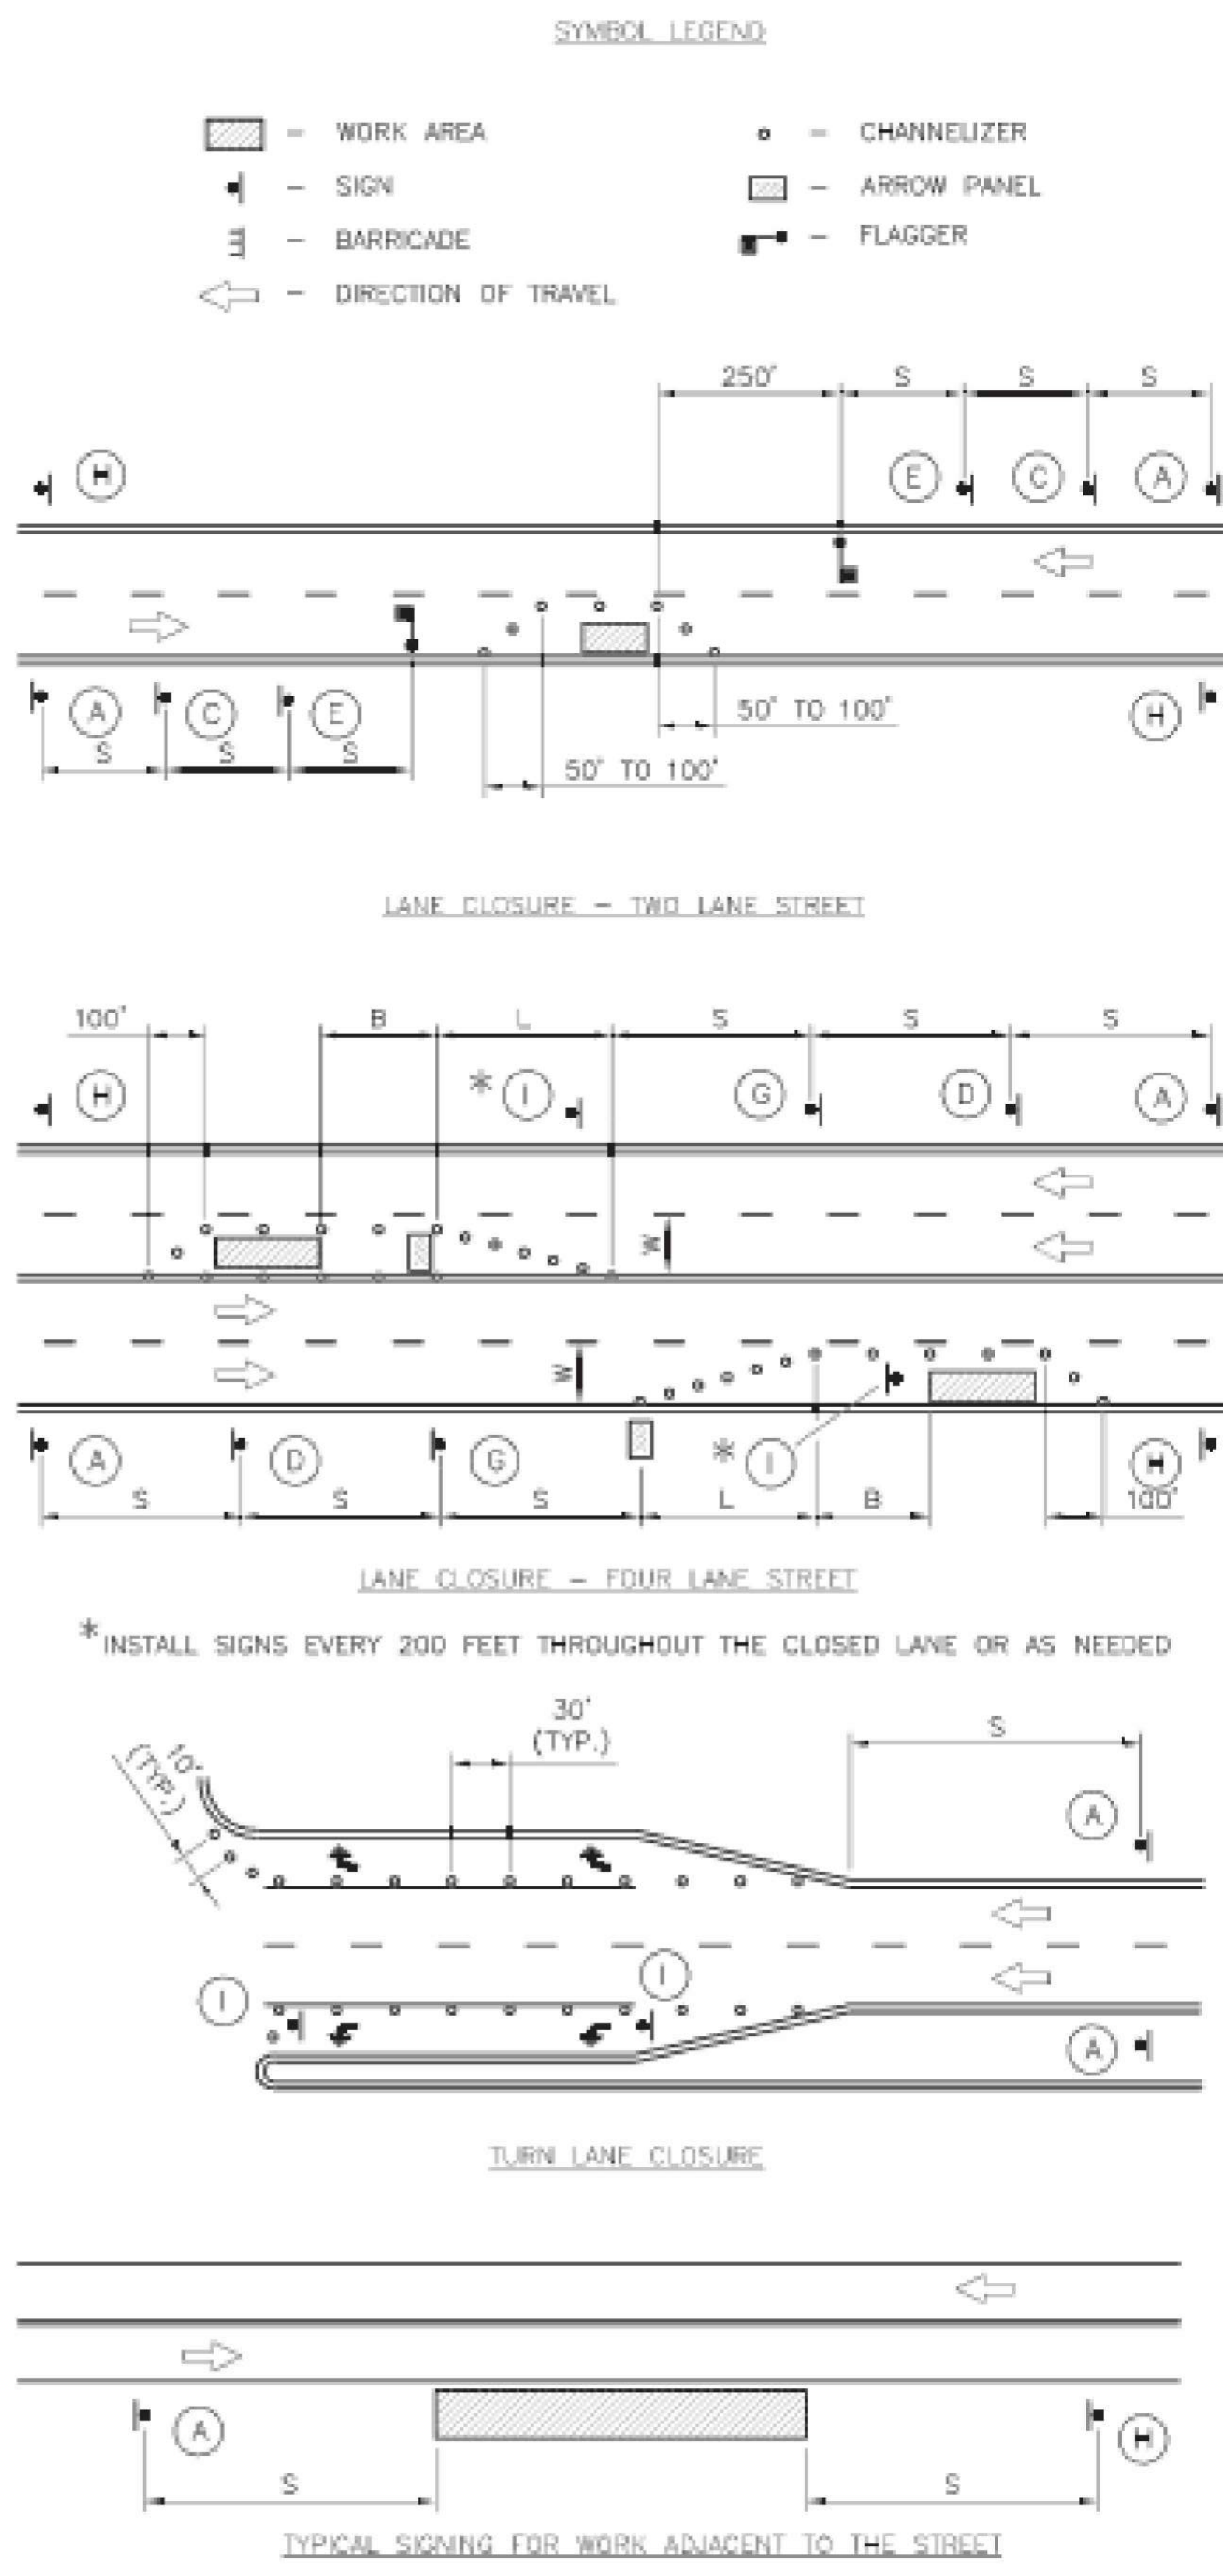 SYMBOL LEGEND
– WORK AREA
– CHANNELIZER
– SIGN
– ARROW PANEL
– BARRICADE
– FLAGGER
– DIRECTION OF TRAVEL
250' S S S
H E C A
A C E H
S S S
50' TO 100'
50' TO 100'
LANE CLOSURE – TWO LANE STREET
100' B L S S S
H * I G D A
W
W
A D G * I H
S S S L B 100'
LANE CLOSURE – FOUR LANE STREET
* INSTALL SIGNS EVERY 200 FEET THROUGHOUT THE CLOSED LANE OR AS NEEDED
30'
(TYP.)
S
10'
(TYP.)
A
I
I
A
TURN LANE CLOSURE
A H
S S
TYPICAL SIGNING FOR WORK ADJACENT TO THE STREET